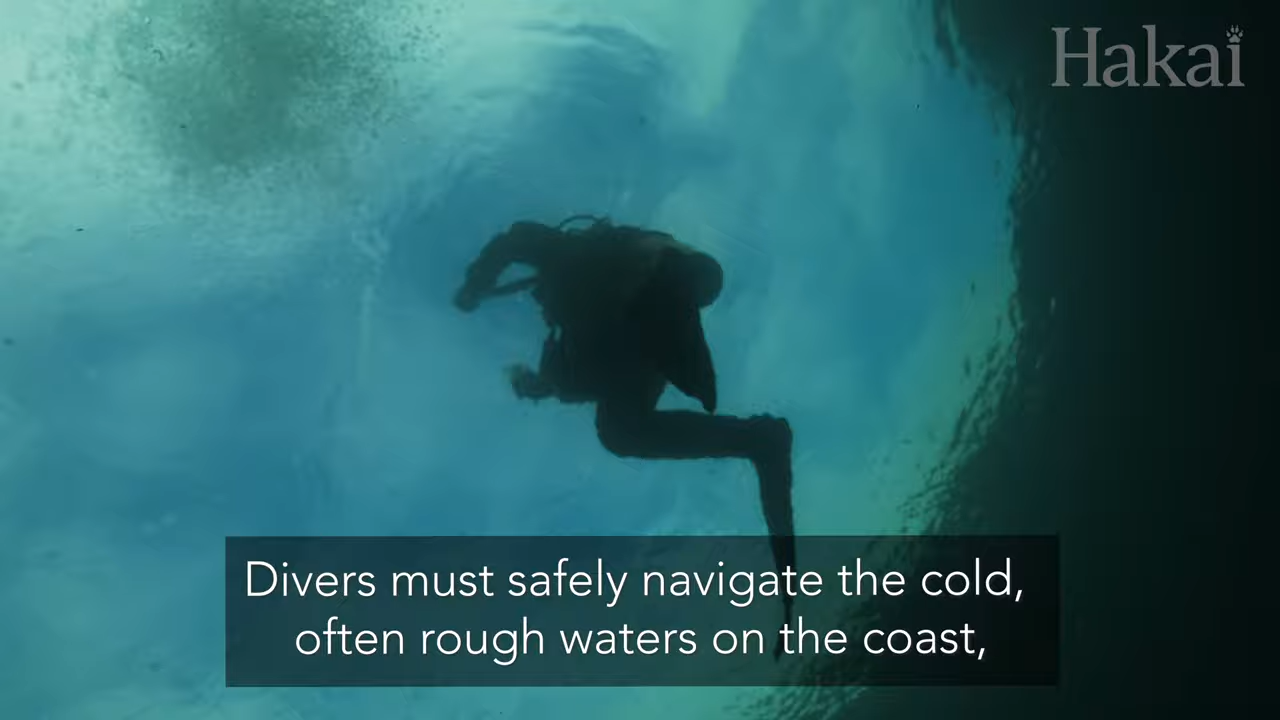 Hakai
Divers must safely navigate the cold,
often rough waters on the coast,